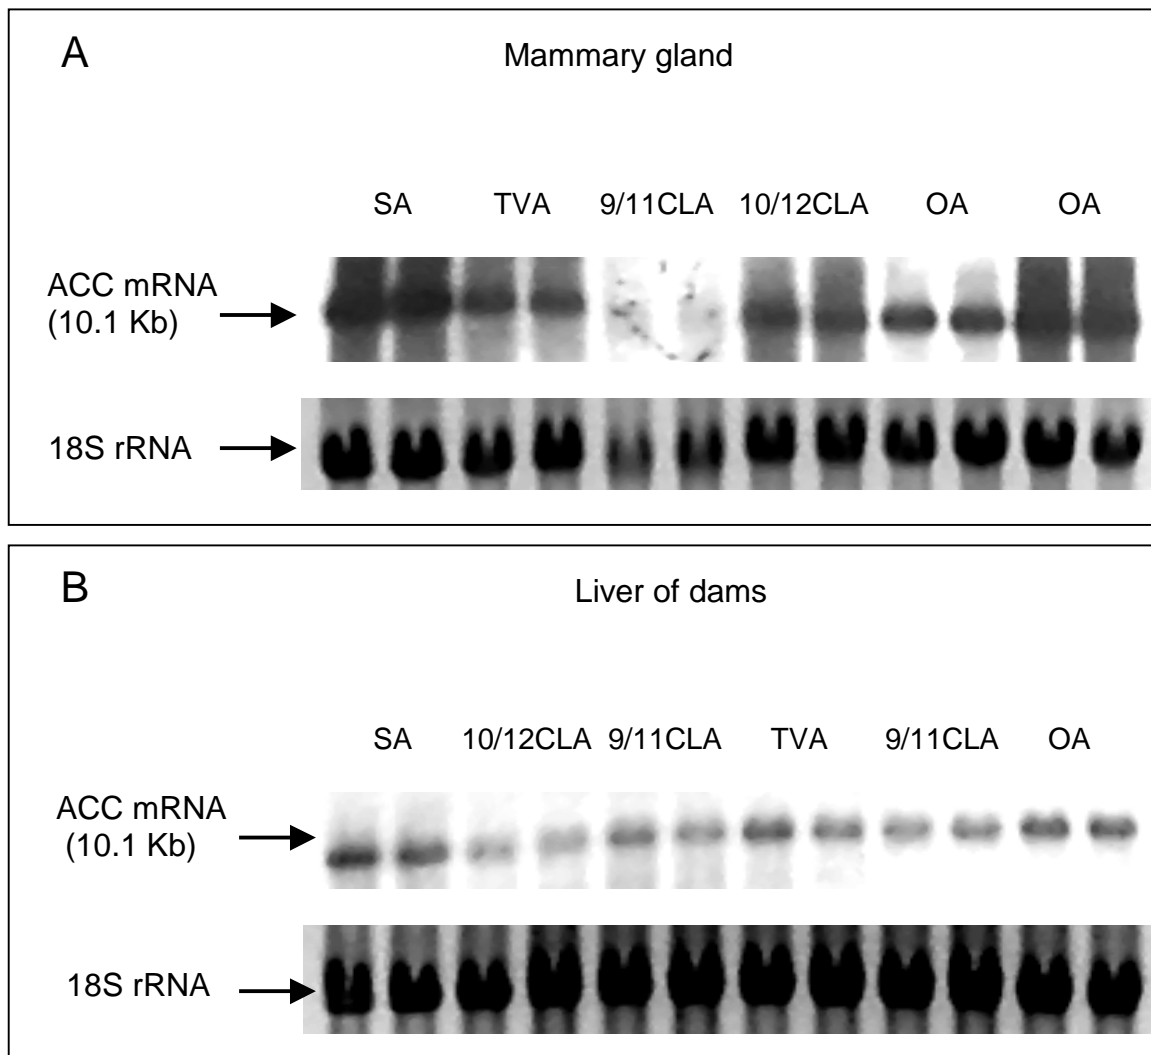 A
Mammary gland
SA TVA 9/11CLA 10/12CLA OA OA
ACC mRNA
(10.1 Kb)
18S rRNA
B
Liver of dams
SA 10/12CLA 9/11CLA TVA 9/11CLA OA
ACC mRNA
(10.1 Kb)
18S rRNA